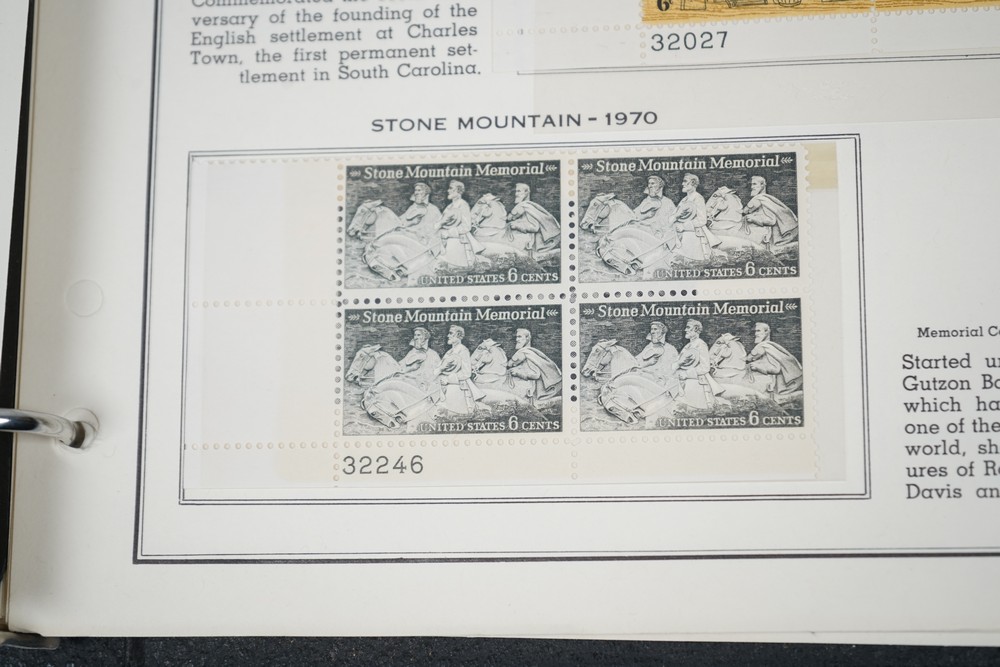 versary of the founding of the
English settlement at Charles
Town, the first permanent set-
tlement in South Carolina.
6
32027
STONE MOUNTAIN - 1970
Stone Mountain Memorial
UNITED STATES 6 CENTS
Stone Mountain Memorial
UNITED STATES 6 CENTS
Stone Mountain Memorial
UNITED STATES 6 CENTS
Stone Mountain Memorial
UNITED STATES 6 CENTS
32246
Memorial
Started
Gutzon
which
one of the
world,
ures of
Davis